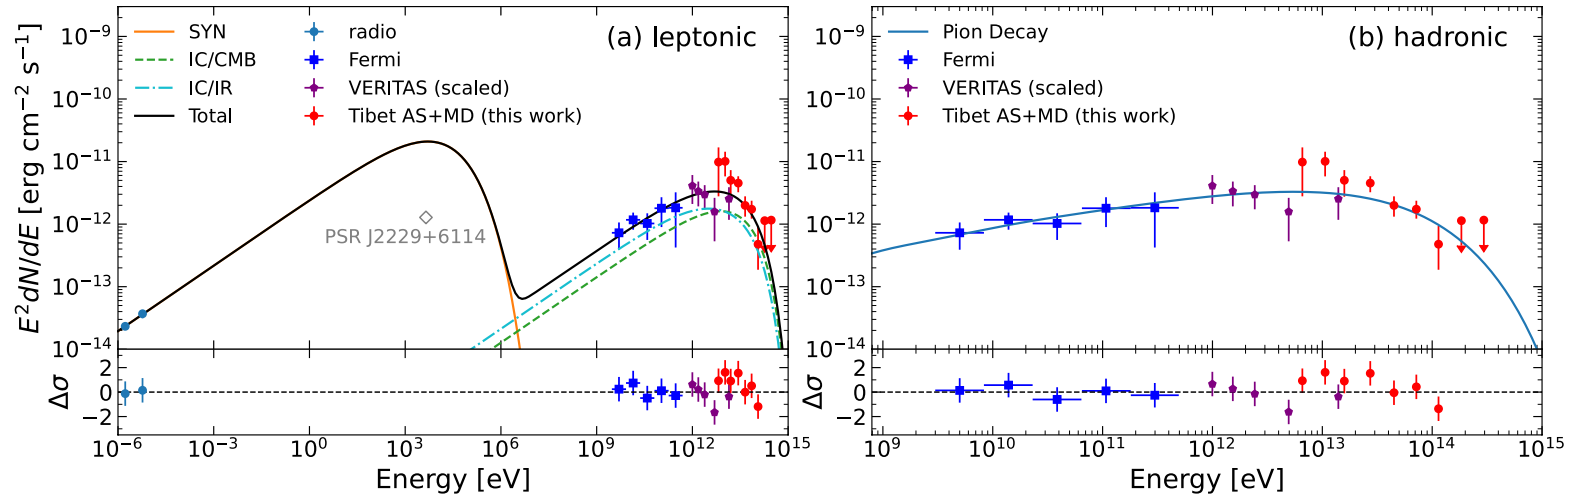 (a) leptonic
SYN
IC/CMB
IC/IR
Total
radio
Fermi
VERITAS (scaled)
Tibet AS+MD (this work)
PSR J2229+6114
E²dN/dE [erg cm⁻² s⁻¹]
10⁻⁹
10⁻¹⁰
10⁻¹¹
10⁻¹²
10⁻¹³
10⁻¹⁴
Δσ
2
0
−2
10⁻⁶ 10⁻³ 10⁰ 10³ 10⁶ 10⁹ 10¹² 10¹⁵
Energy [eV]
(b) hadronic
Pion Decay
Fermi
VERITAS (scaled)
Tibet AS+MD (this work)
10⁻⁹
10⁻¹⁰
10⁻¹¹
10⁻¹²
10⁻¹³
10⁻¹⁴
Δσ
2
0
−2
10⁹ 10¹⁰ 10¹¹ 10¹² 10¹³ 10¹⁴ 10¹⁵
Energy [eV]